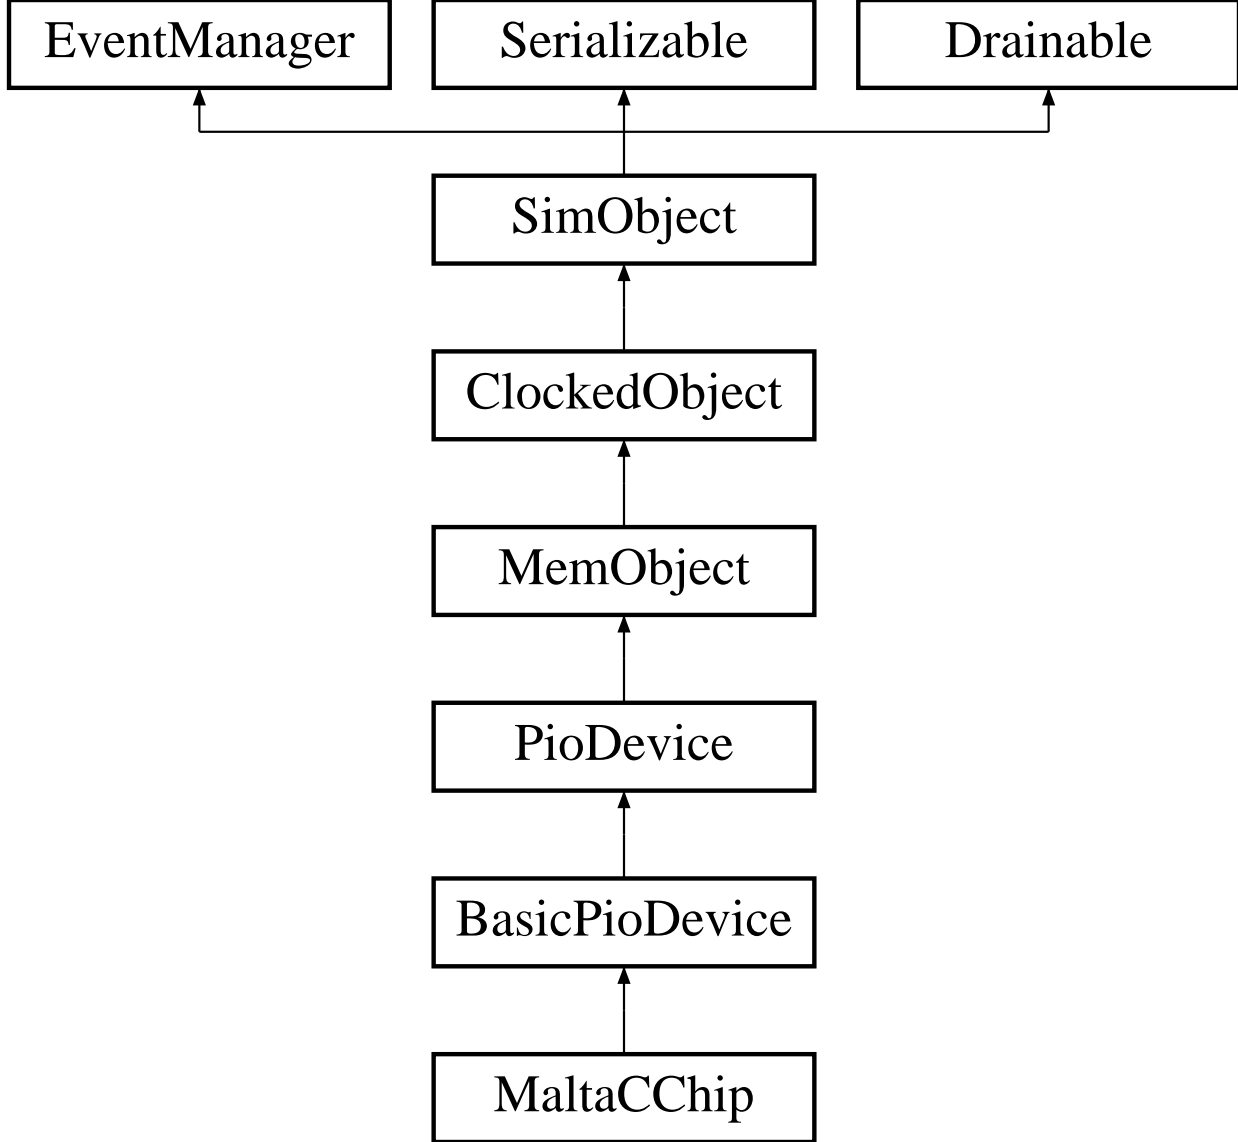 EventManager Serializable Drainable
SimObject
ClockedObject
MemObject
PioDevice
BasicPioDevice
MaltaCChip